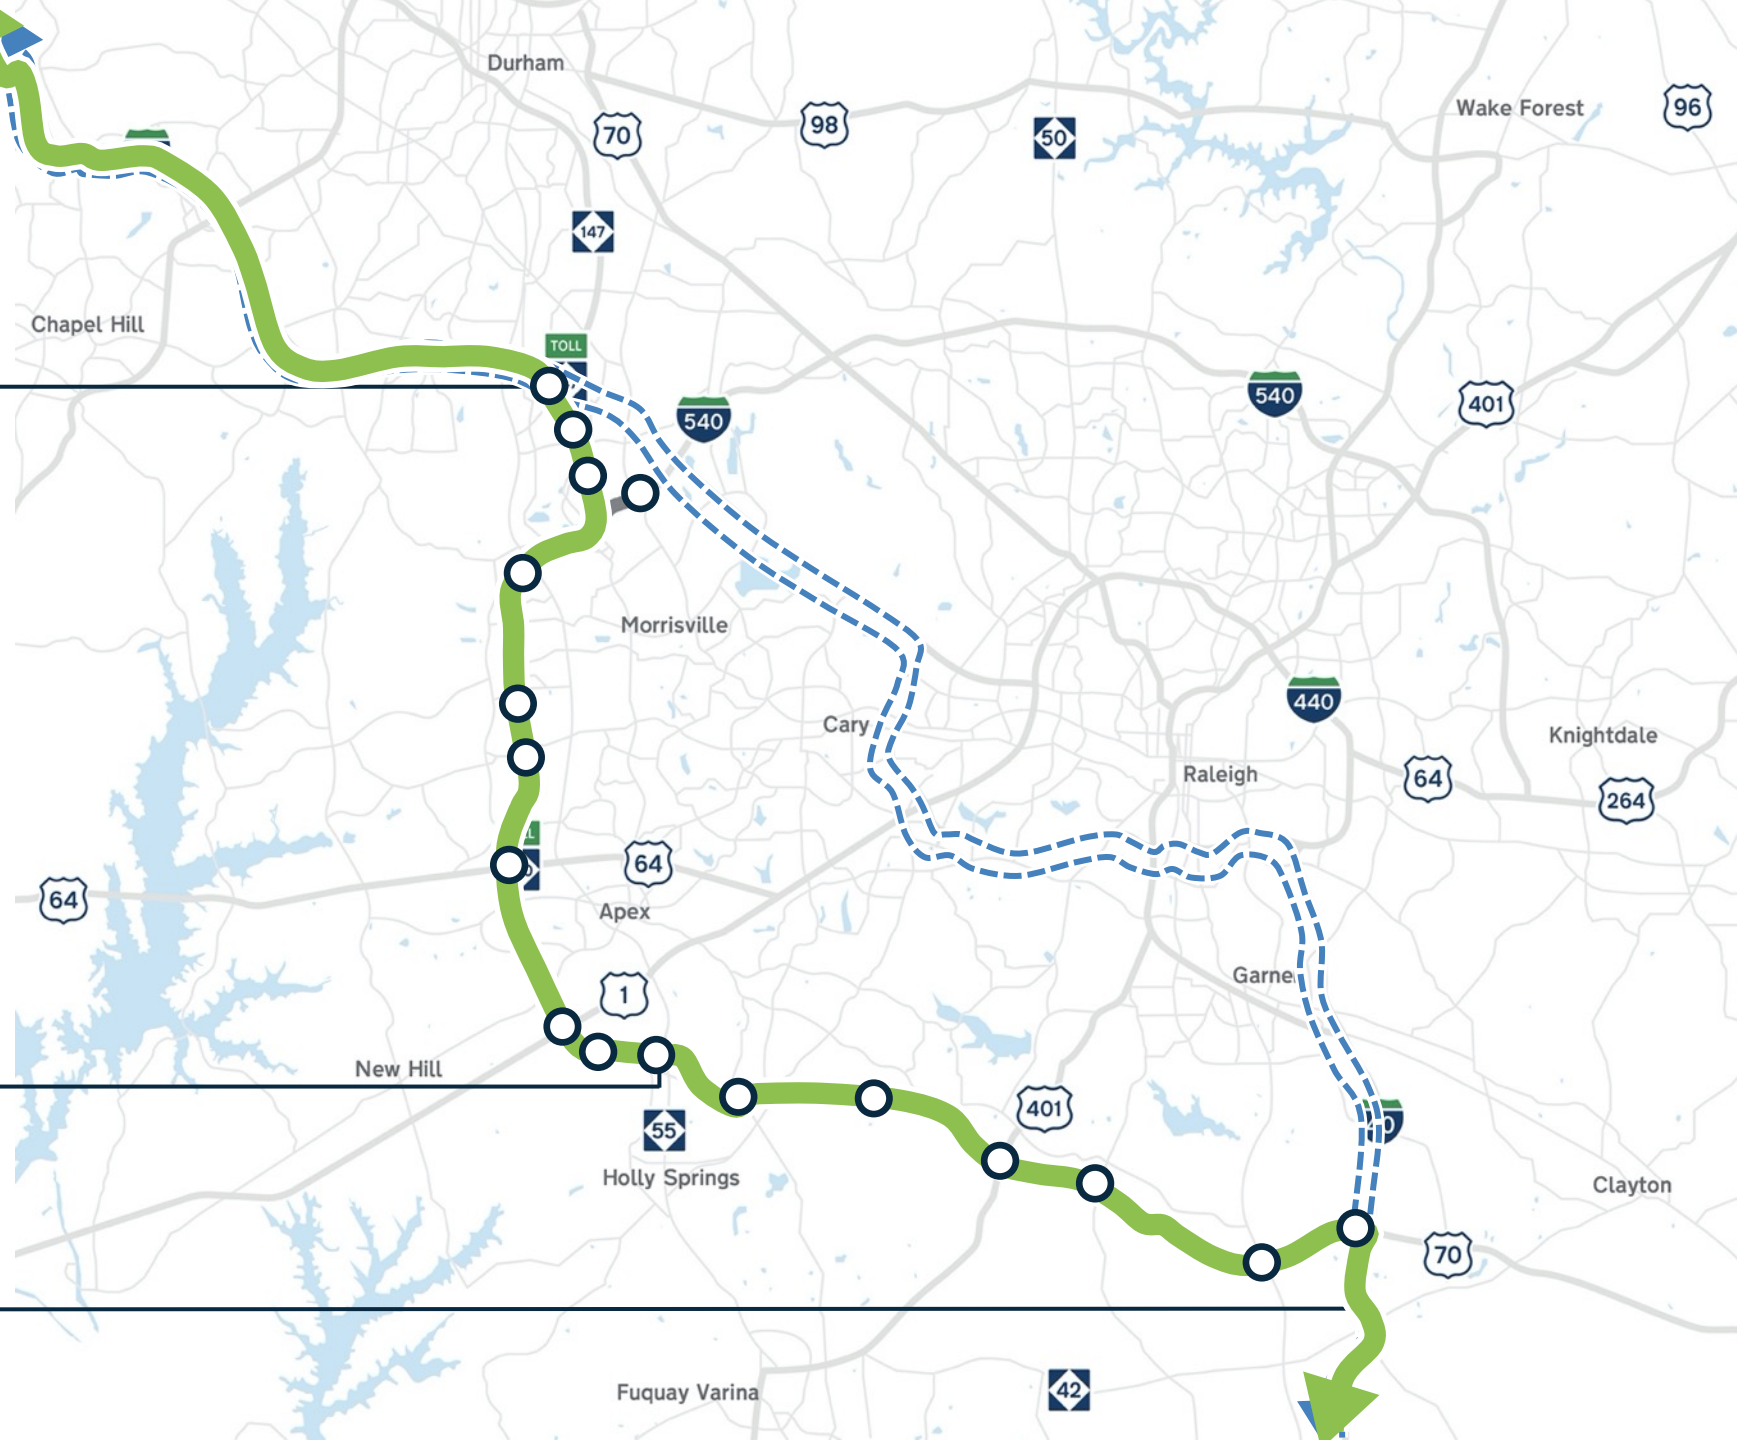 Durham
70
98
50
Wake Forest
96
147
Chapel Hill
TOLL
540
540
401
Morrisville
Cary
440
Knightdale
Raleigh
64
264
64
64
Apex
Garne
1
New Hill
401
55
Holly Springs
Clayton
70
Fuquay Varina
42